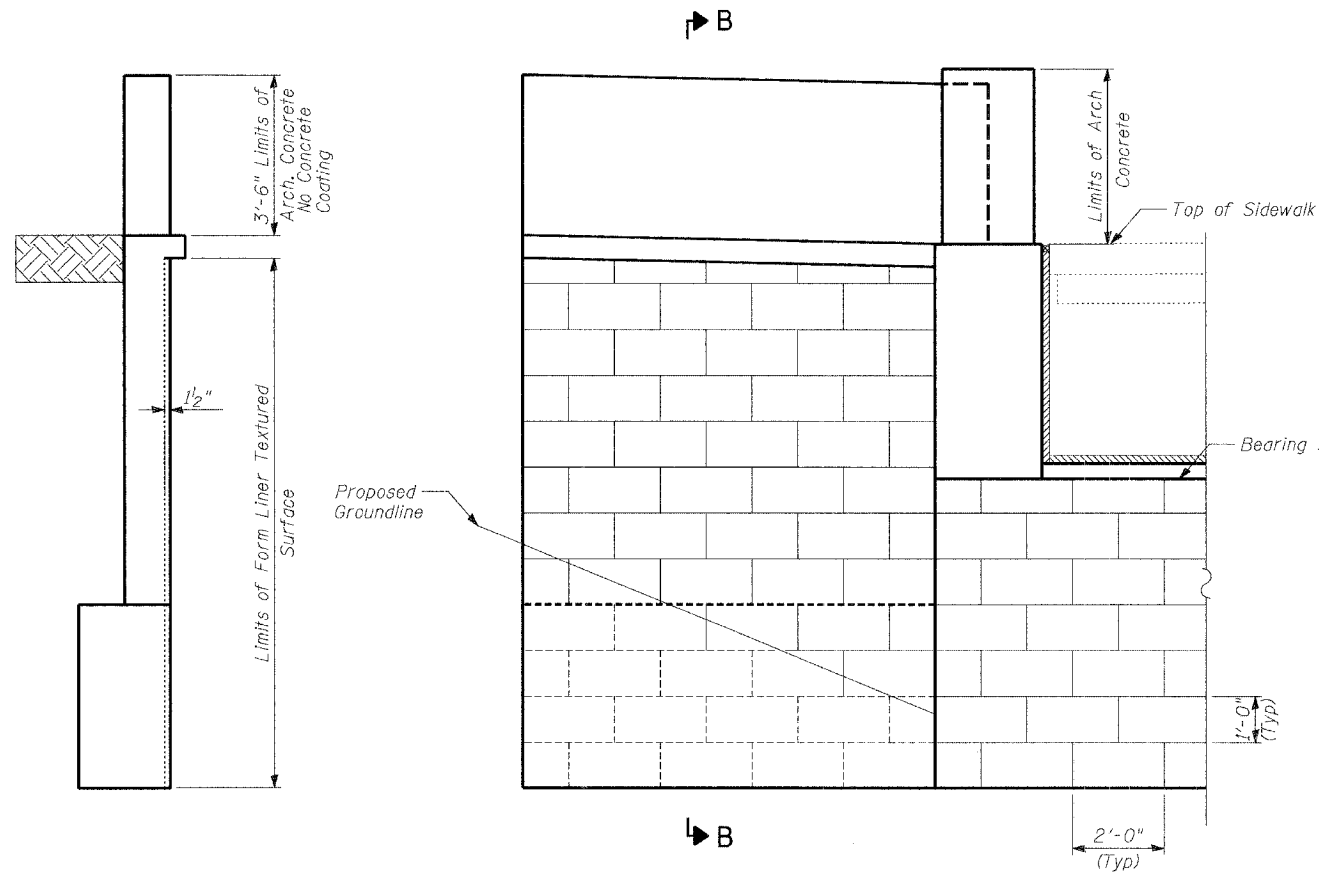 B
3'-6" Limits of
Arch. Concrete
No Concrete
Coating
Limits of Arch
Concrete
Top of Sidewalk
1½"
Limits of Form Liner Textured
Surface
Bearing
Proposed
Groundline
1'-0"
(Typ)
B
2'-0"
(Typ)